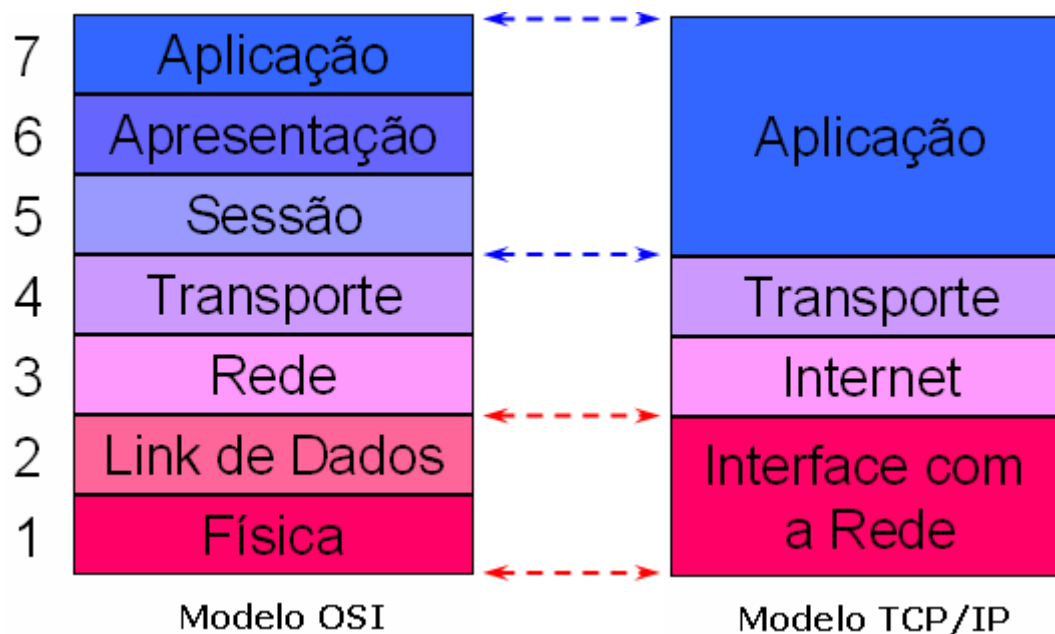 7 Aplicação
6 Apresentação
5 Sessão
4 Transporte
3 Rede
2 Link de Dados
1 Física
Modelo OSI
Aplicação
Transporte
Internet
Interface com
a Rede
Modelo TCP/IP